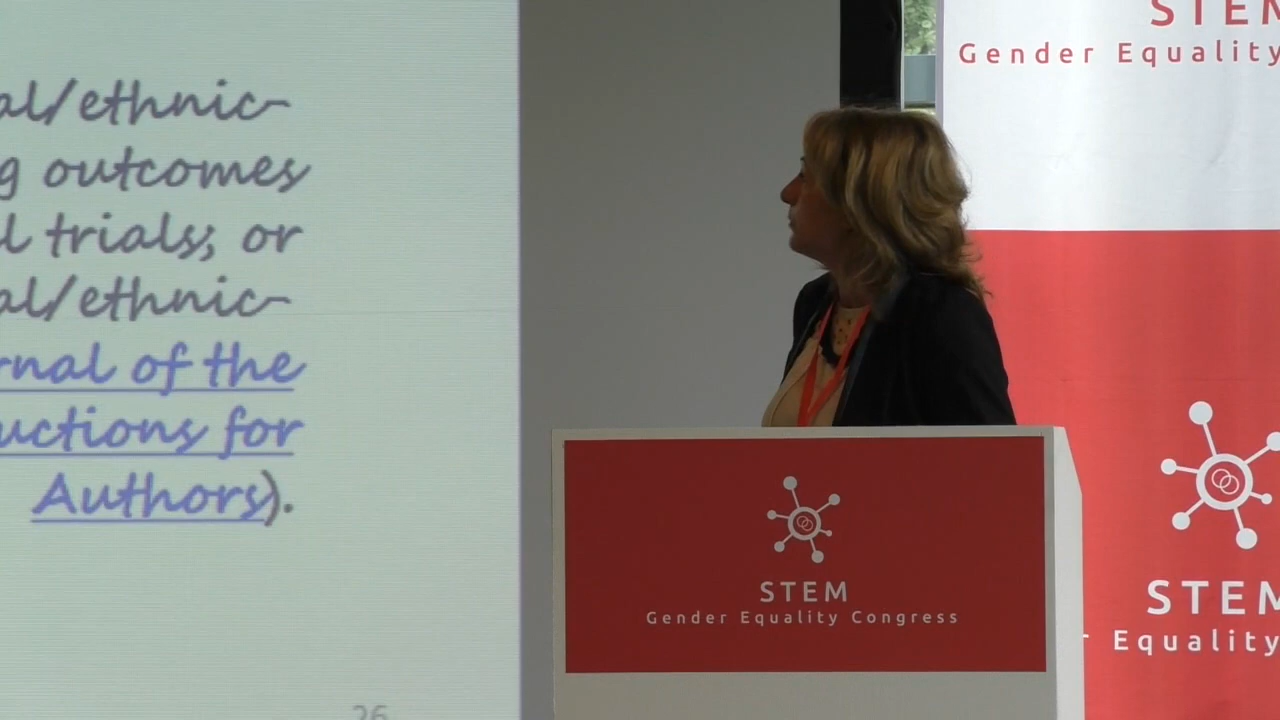 al/ethnic-
g outcomes
l trials; or
al/ethnic-
rnal of the
uctions for
Authors).
26
STEM
Gender Equality Congress
STEM
Gender Equality
STEM
Equality